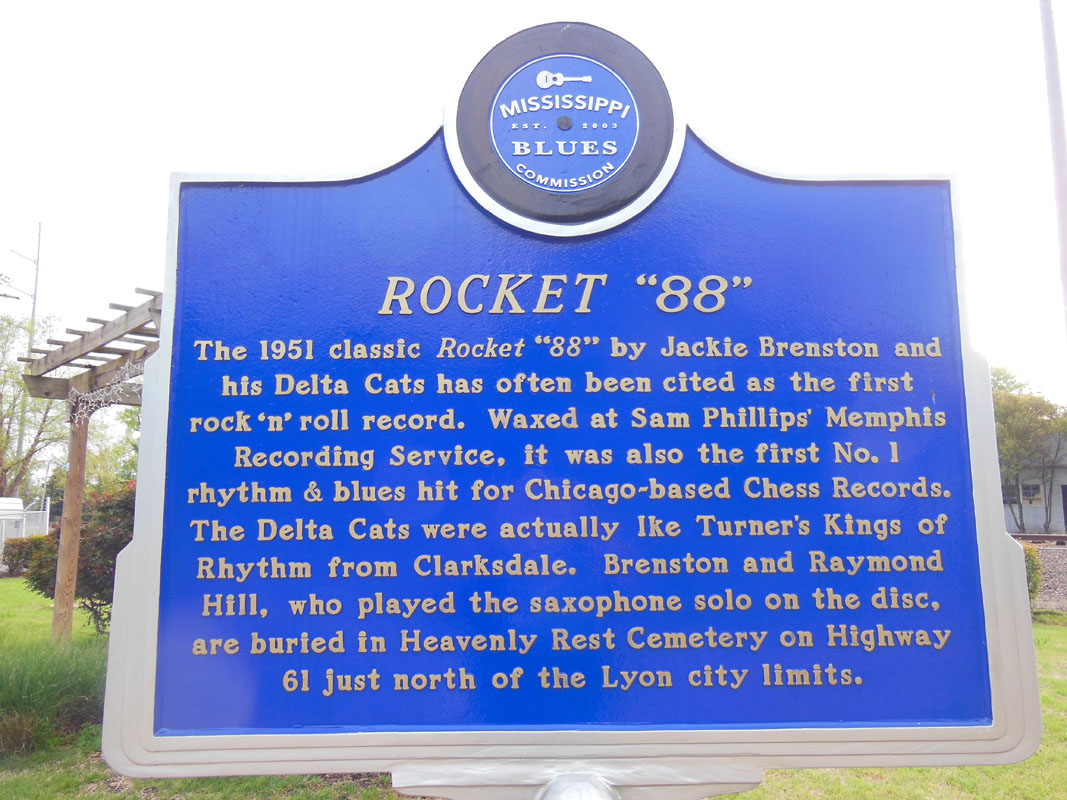 MISSISSIPPI
EST. 2003
BLUES
COMMISSION
ROCKET “88”
The 1951 classic Rocket “88” by Jackie Brenston and
his Delta Cats has often been cited as the first
rock ‘n’ roll record. Waxed at Sam Phillips' Memphis
Recording Service, it was also the first No. 1
rhythm & blues hit for Chicago-based Chess Records.
The Delta Cats were actually Ike Turner's Kings of
Rhythm from Clarksdale. Brenston and Raymond
Hill, who played the saxophone solo on the disc,
are buried in Heavenly Rest Cemetery on Highway
61 just north of the Lyon city limits.